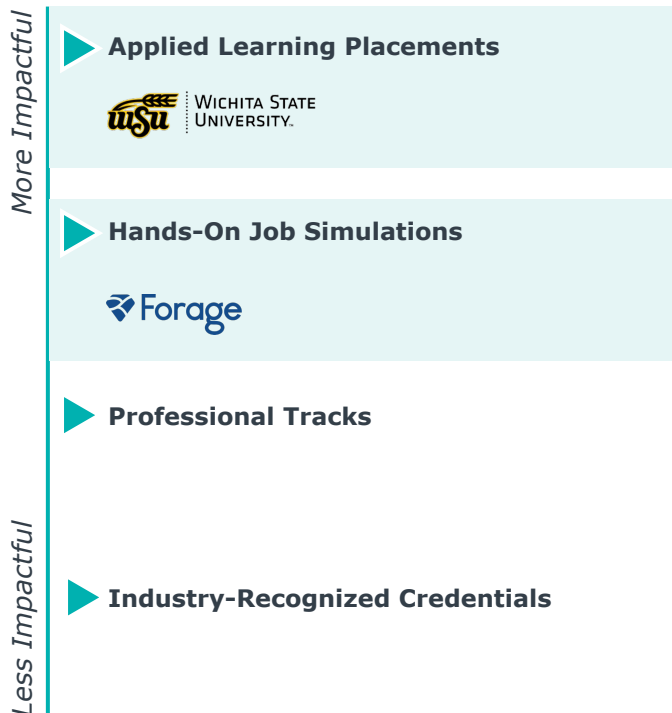 More Impactful
Applied Learning Placements
wsu
WICHITA STATE
UNIVERSITY.
Hands-On Job Simulations
Forage
Professional Tracks
Less Impactful
Industry-Recognized Credentials